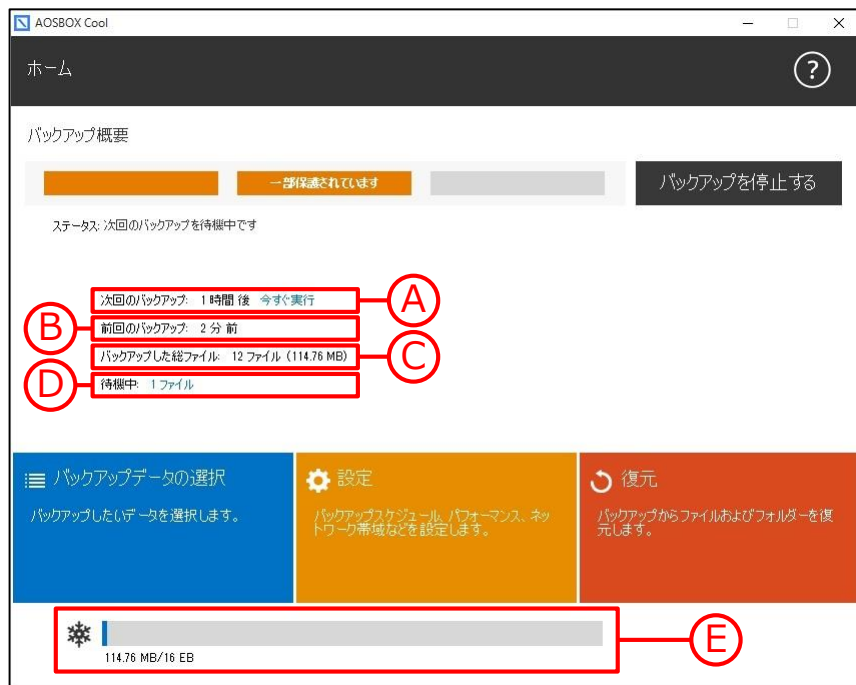 AOSBOX Cool
ホーム
?
バックアップ概要
一部保護されています
バックアップを停止する
ステータス: 次回のバックアップを待機中です
次回のバックアップ: 1 時間 後 今すぐ実行
A
B
前回のバックアップ: 2 分 前
バックアップした総ファイル: 12 ファイル (114.76 MB)
C
D
待機中: 1 ファイル
バックアップデータの選択
バックアップしたいデータを選択します。
設定
バックアップスケジュール、パフォーマンス、ネッ
トワーク帯域などを設定します。
復元
バックアップからファイルおよびフォルダーを復
元します。
114.76 MB/16 EB
E